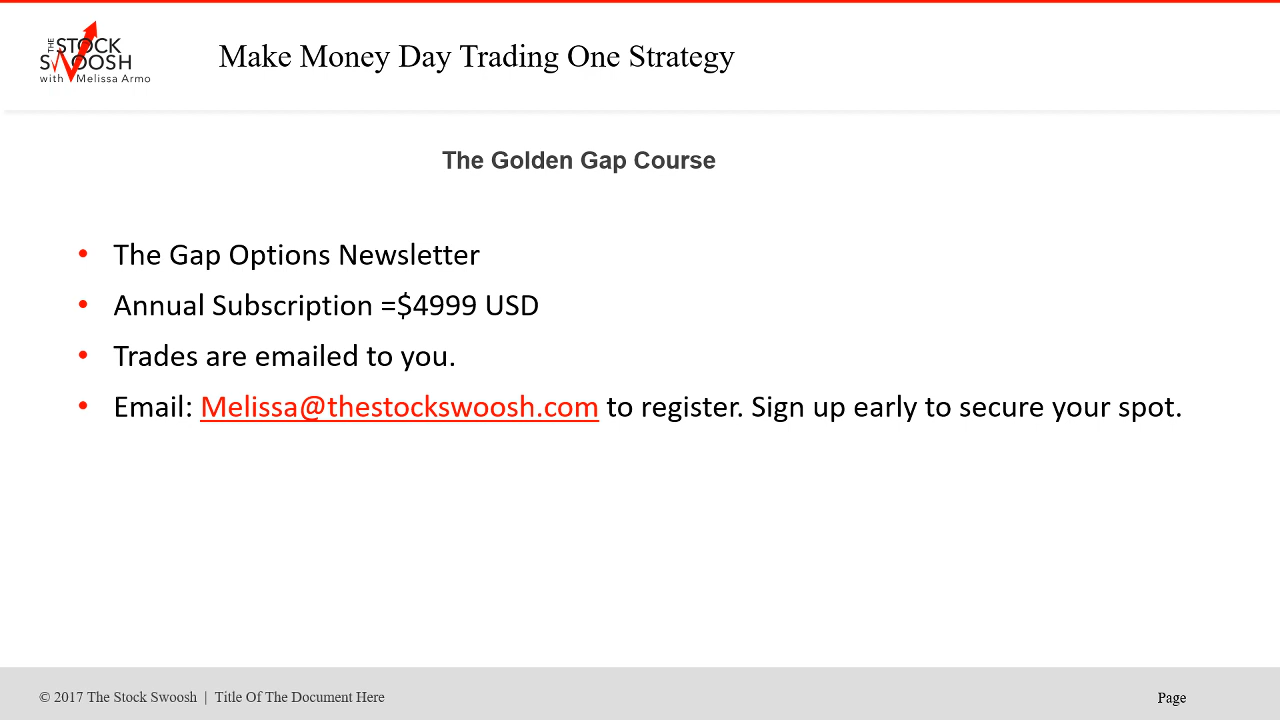 THE STOCK
SWOOSH
with Melissa Armo
Make Money Day Trading One Strategy
The Golden Gap Course
• The Gap Options Newsletter
• Annual Subscription =$4999 USD
• Trades are emailed to you.
• Email: Melissa@thestockswoosh.com to register. Sign up early to secure your spot.
© 2017 The Stock Swoosh | Title Of The Document Here
Page